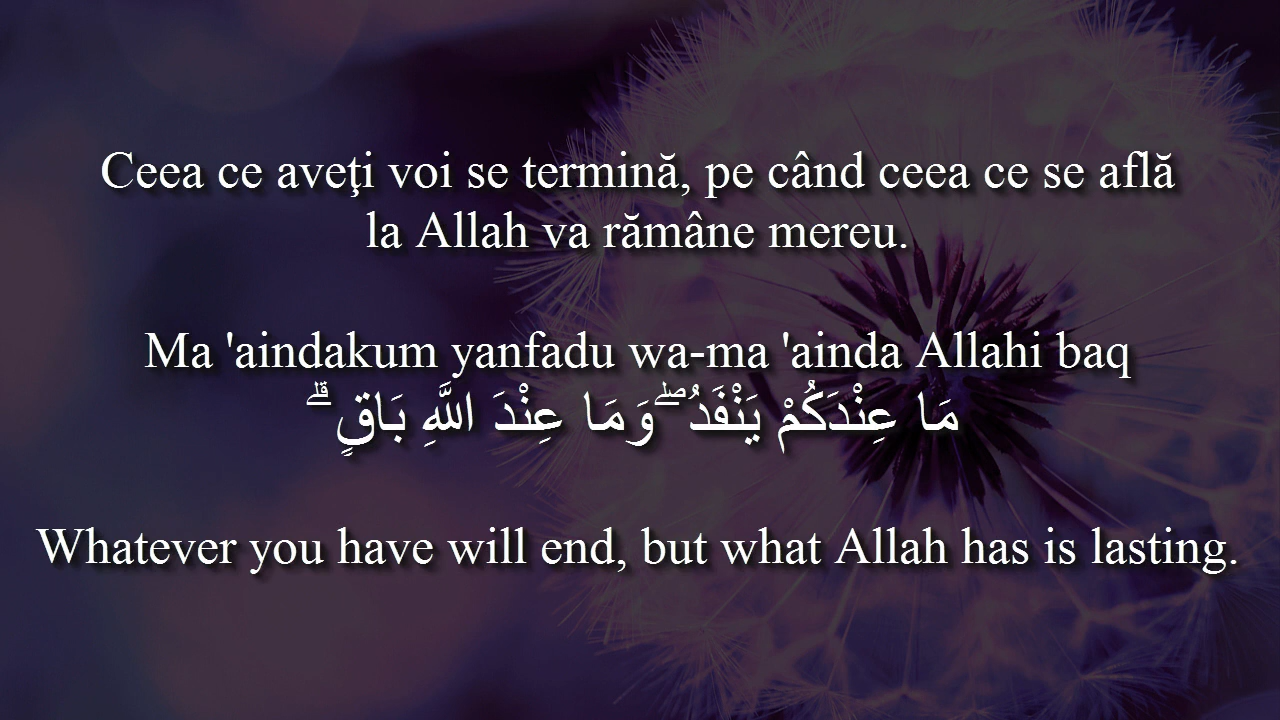 Ceea ce aveţi voi se termină, pe când ceea ce se află
la Allah va rămâne mereu.
Ma 'aindakum yanfadu wa-ma 'ainda Allahi baq
مَا عِنْدَكُمْ يَنْفَدُ ۖ وَمَا عِنْدَ اللَّهِ بَاقٍ ۗ
Whatever you have will end, but what Allah has is lasting.